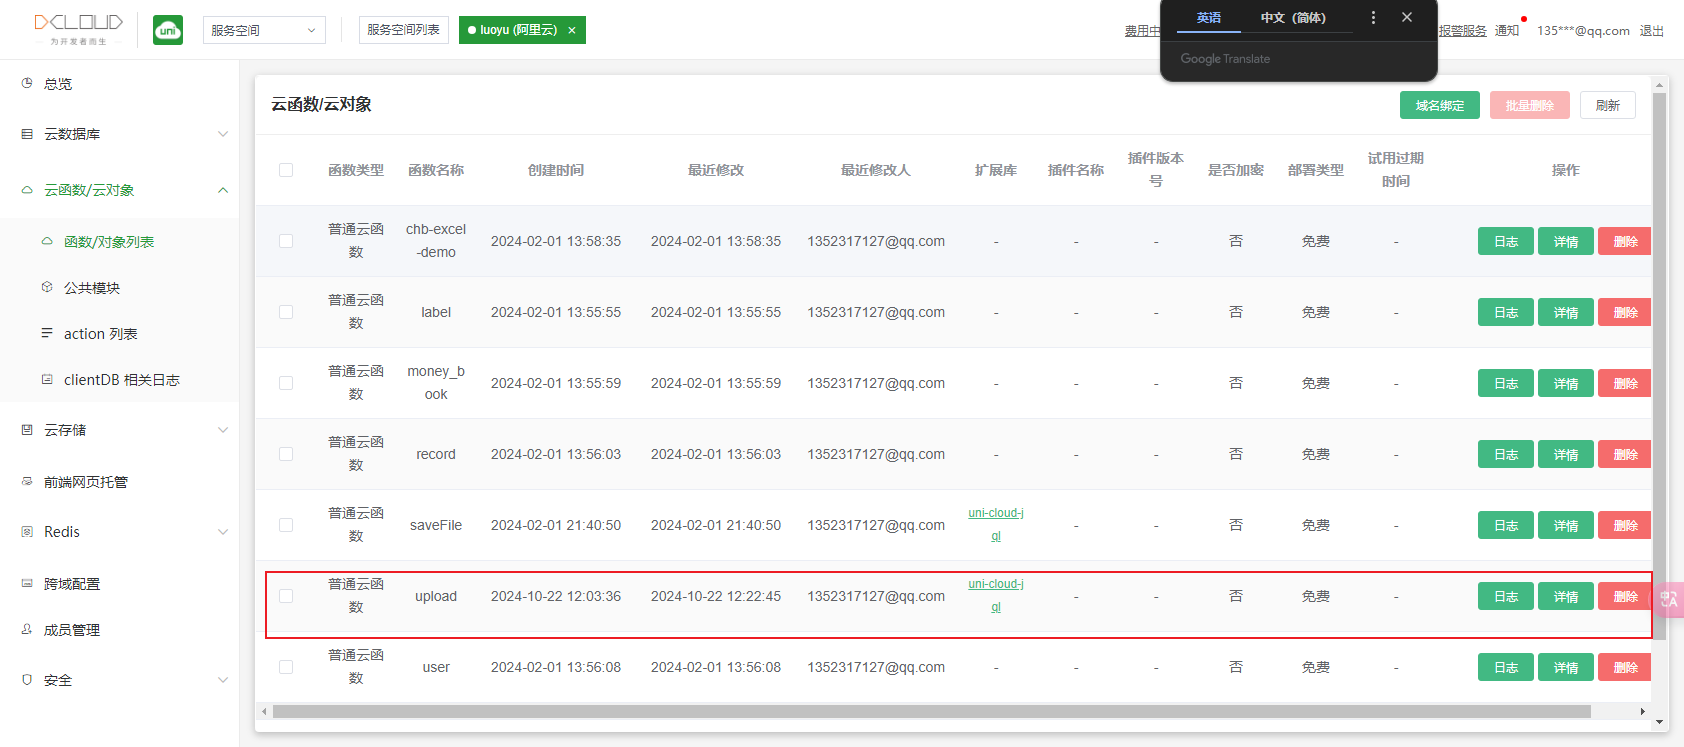 DCLOUD
为开发者而生
uni
服务空间
服务空间列表
luoyu (阿里云) ×
费用中
英语
中文（简体）
Google Translate
报警服务
通知
135***@qq.com
退出
总览
云数据库
云函数/云对象
函数/对象列表
公共模块
action 列表
clientDB 相关日志
云存储
前端网页托管
Redis
跨域配置
成员管理
安全
云函数/云对象
域名绑定
批量删除
刷新
函数类型 函数名称 创建时间 最近修改 最近修改人 扩展库 插件名称 插件版本号 是否加密 部署类型 试用过期时间 操作
普通云函数 chb-excel-demo 2024-02-01 13:58:35 2024-02-01 13:58:35 1352317127@qq.com - - - 否 免费 - 日志 详情 删除
普通云函数 label 2024-02-01 13:55:55 2024-02-01 13:55:55 1352317127@qq.com - - - 否 免费 - 日志 详情 删除
普通云函数 money_book 2024-02-01 13:55:59 2024-02-01 13:55:59 1352317127@qq.com - - - 否 免费 - 日志 详情 删除
普通云函数 record 2024-02-01 13:56:03 2024-02-01 13:56:03 1352317127@qq.com - - - 否 免费 - 日志 详情 删除
普通云函数 saveFile 2024-02-01 21:40:50 2024-02-01 21:40:50 1352317127@qq.com uni-cloud-jql - - 否 免费 - 日志 详情 删除
普通云函数 upload 2024-10-22 12:03:36 2024-10-22 12:22:45 1352317127@qq.com uni-cloud-jql - - 否 免费 - 日志 详情 删除
普通云函数 user 2024-02-01 13:56:08 2024-02-01 13:56:08 1352317127@qq.com - - - 否 免费 - 日志 详情 删除